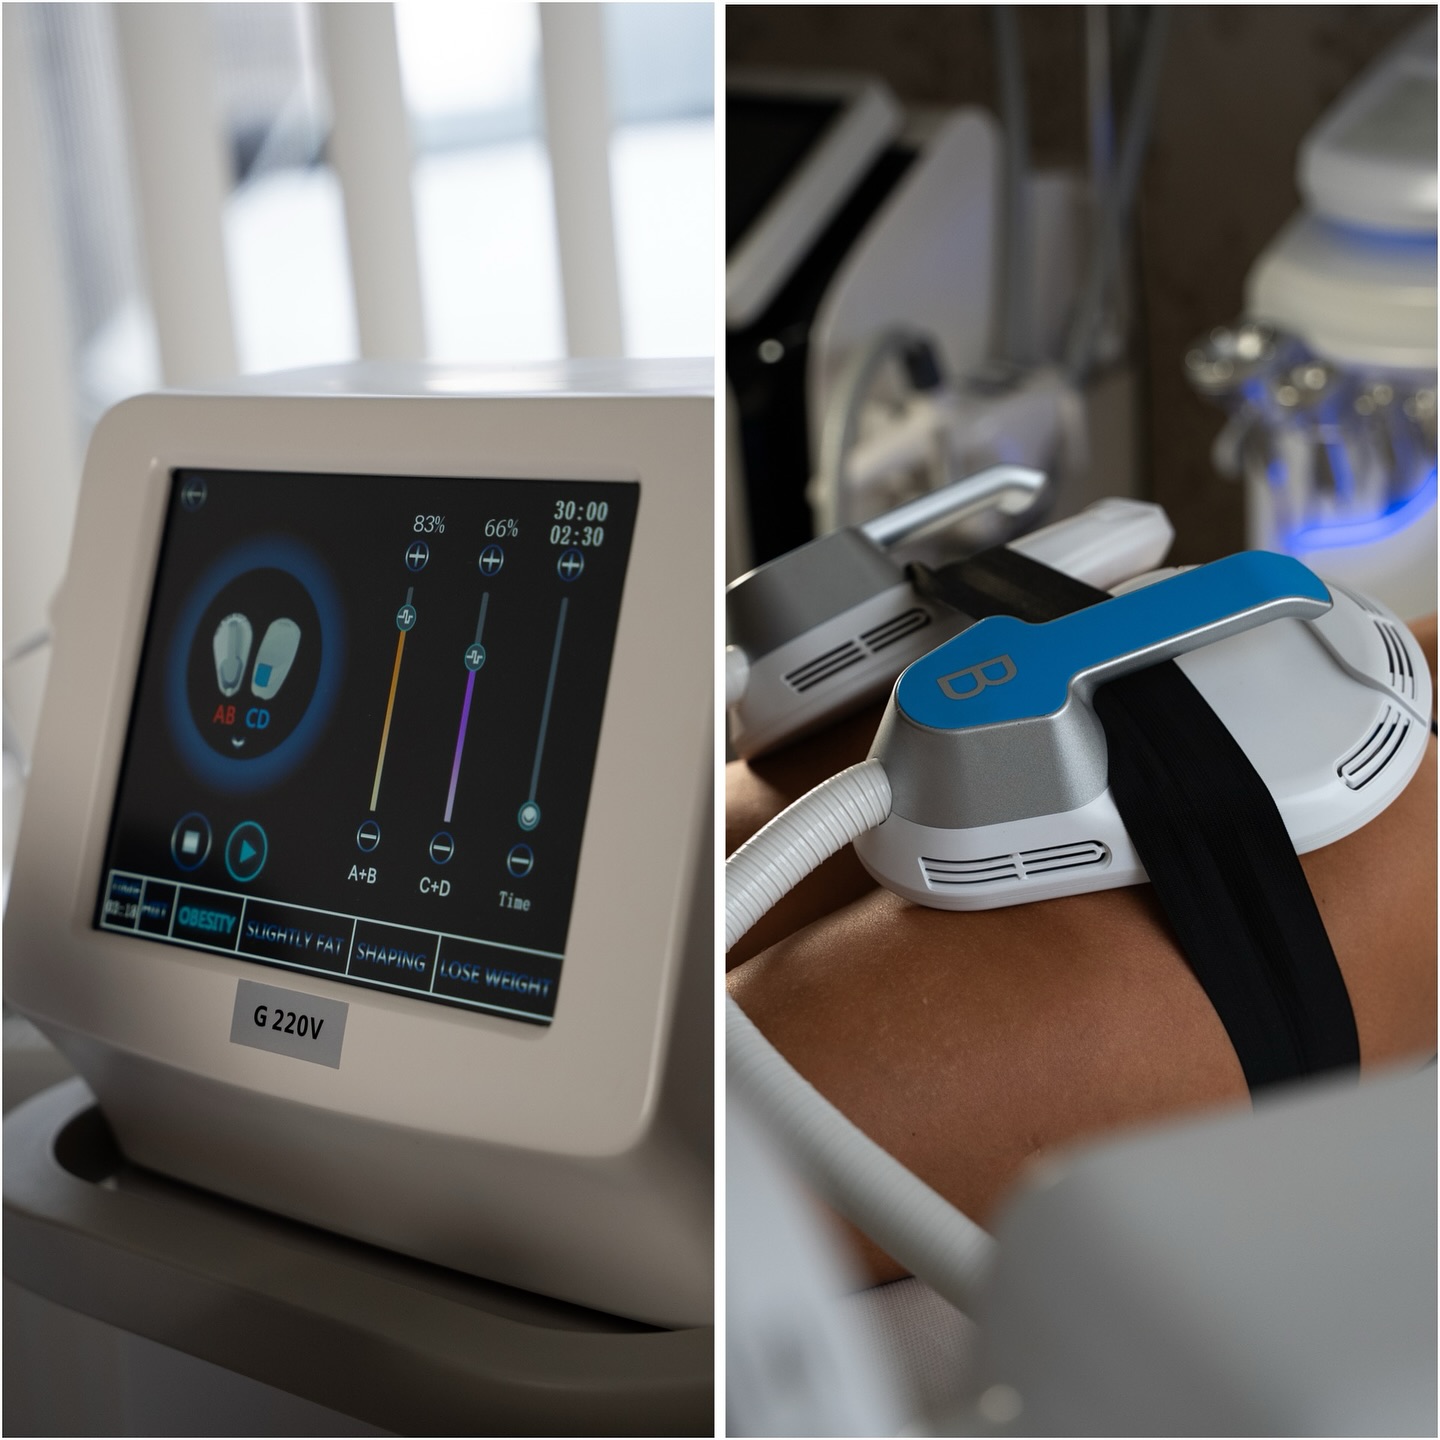 83%
66%
30:00
02:30
AB CD
A+B
C+D
Time
OBESITY
SLIGHTLY FAT
SHAPING
LOSE WEIGHT
G 220V
B